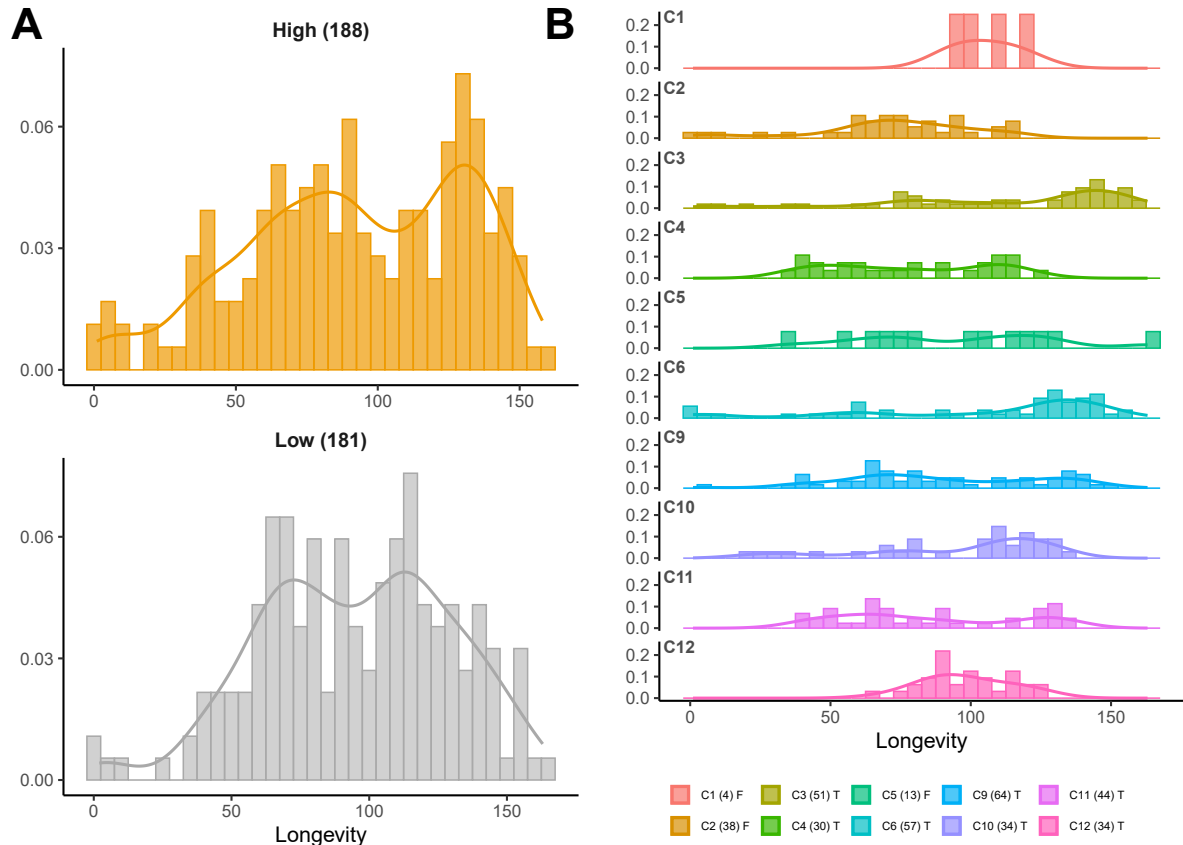 A
High (188)
0.06
0.03
0.00
0 50 100 150
Low (181)
0.06
0.03
0.00
0 50 100 150
Longevity
B
C1
0.2
0.1
0.0
C2
0.2
0.1
0.0
C3
0.2
0.1
0.0
C4
0.2
0.1
0.0
C5
0.2
0.1
0.0
C6
0.2
0.1
0.0
C9
0.2
0.1
0.0
C10
0.2
0.1
0.0
C11
0.2
0.1
0.0
C12
0.2
0.1
0.0
0 50 100 150
Longevity
C1 (4) F C3 (51) T C5 (13) F C9 (64) T C11 (44) T
C2 (38) F C4 (30) T C6 (57) T C10 (34) T C12 (34) T